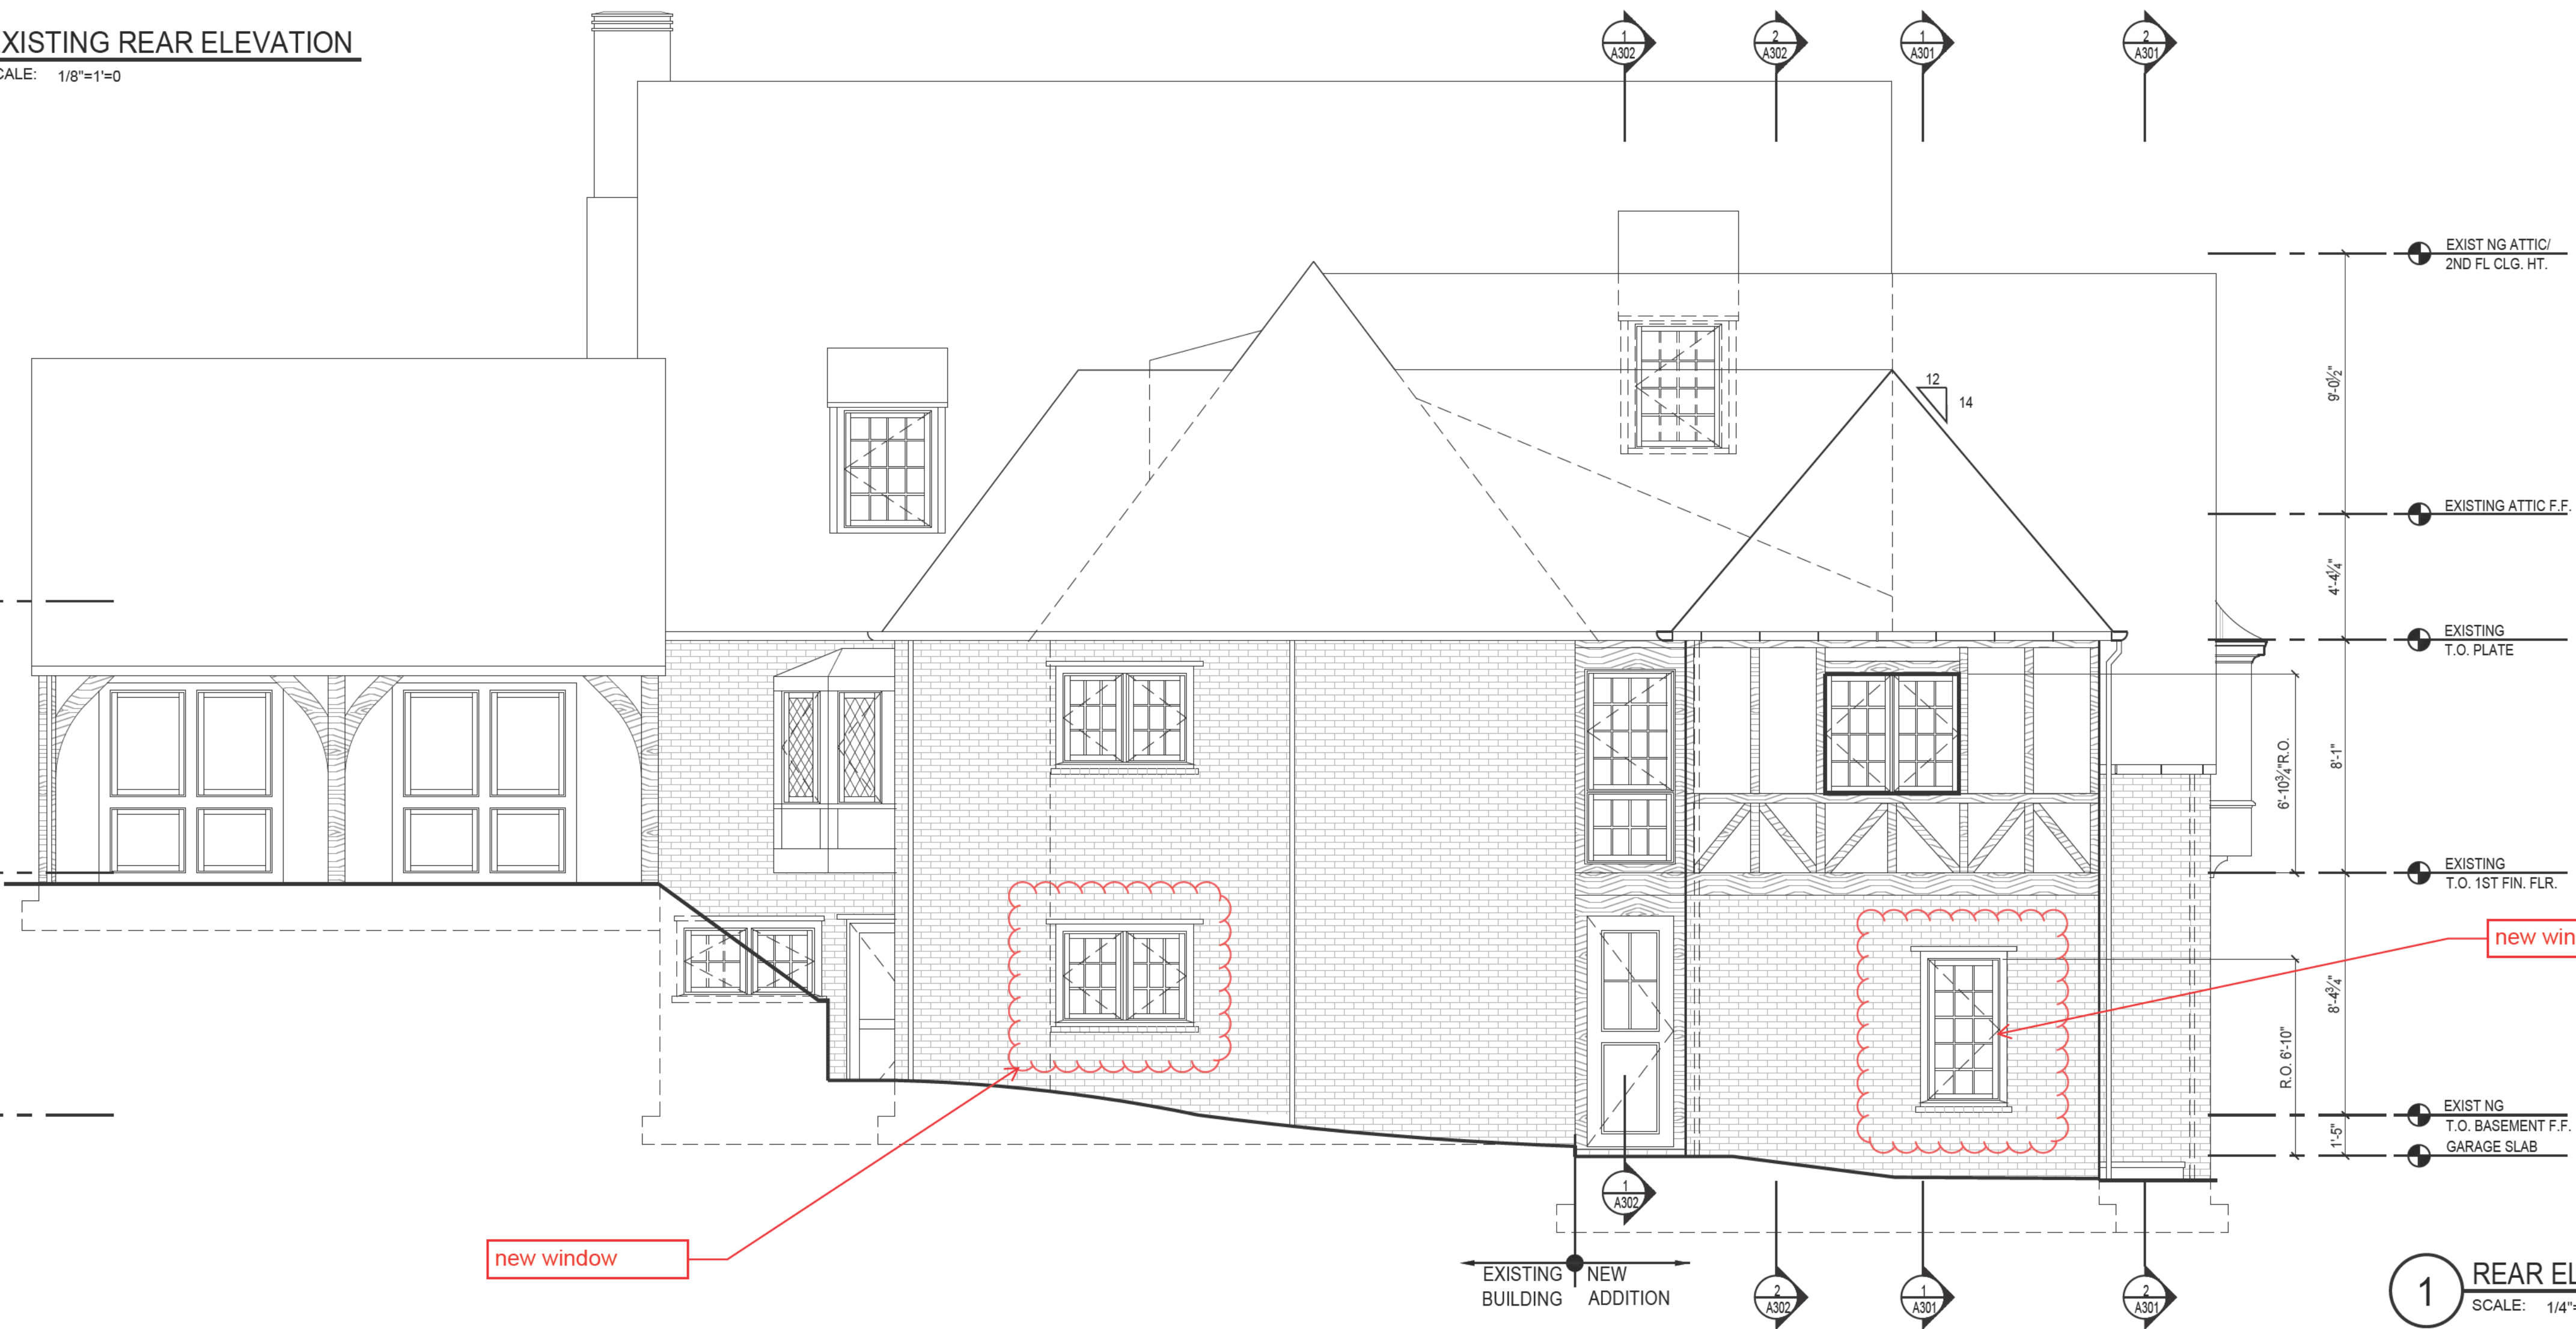 XISTING REAR ELEVATION
CALE: 1/8"=1'=0
1
A302
2
A302
1
A301
2
A301
EXIST NG ATTIC/
2ND FL CLG. HT.
9'-0½"
12
14
EXISTING ATTIC F.F.
4'-4¼"
EXISTING
T.O. PLATE
6'-10¾"R.O.
8'-1"
EXISTING
T.O. 1ST FIN. FLR.
new win
8'-4¾"
R.O. 6'-10"
EXIST NG
T.O. BASEMENT F.F.
1'-5"
GARAGE SLAB
1
A302
new window
EXISTING NEW
BUILDING ADDITION
2
A302
1
A301
2
A301
1
REAR EL
SCALE: 1/4"=